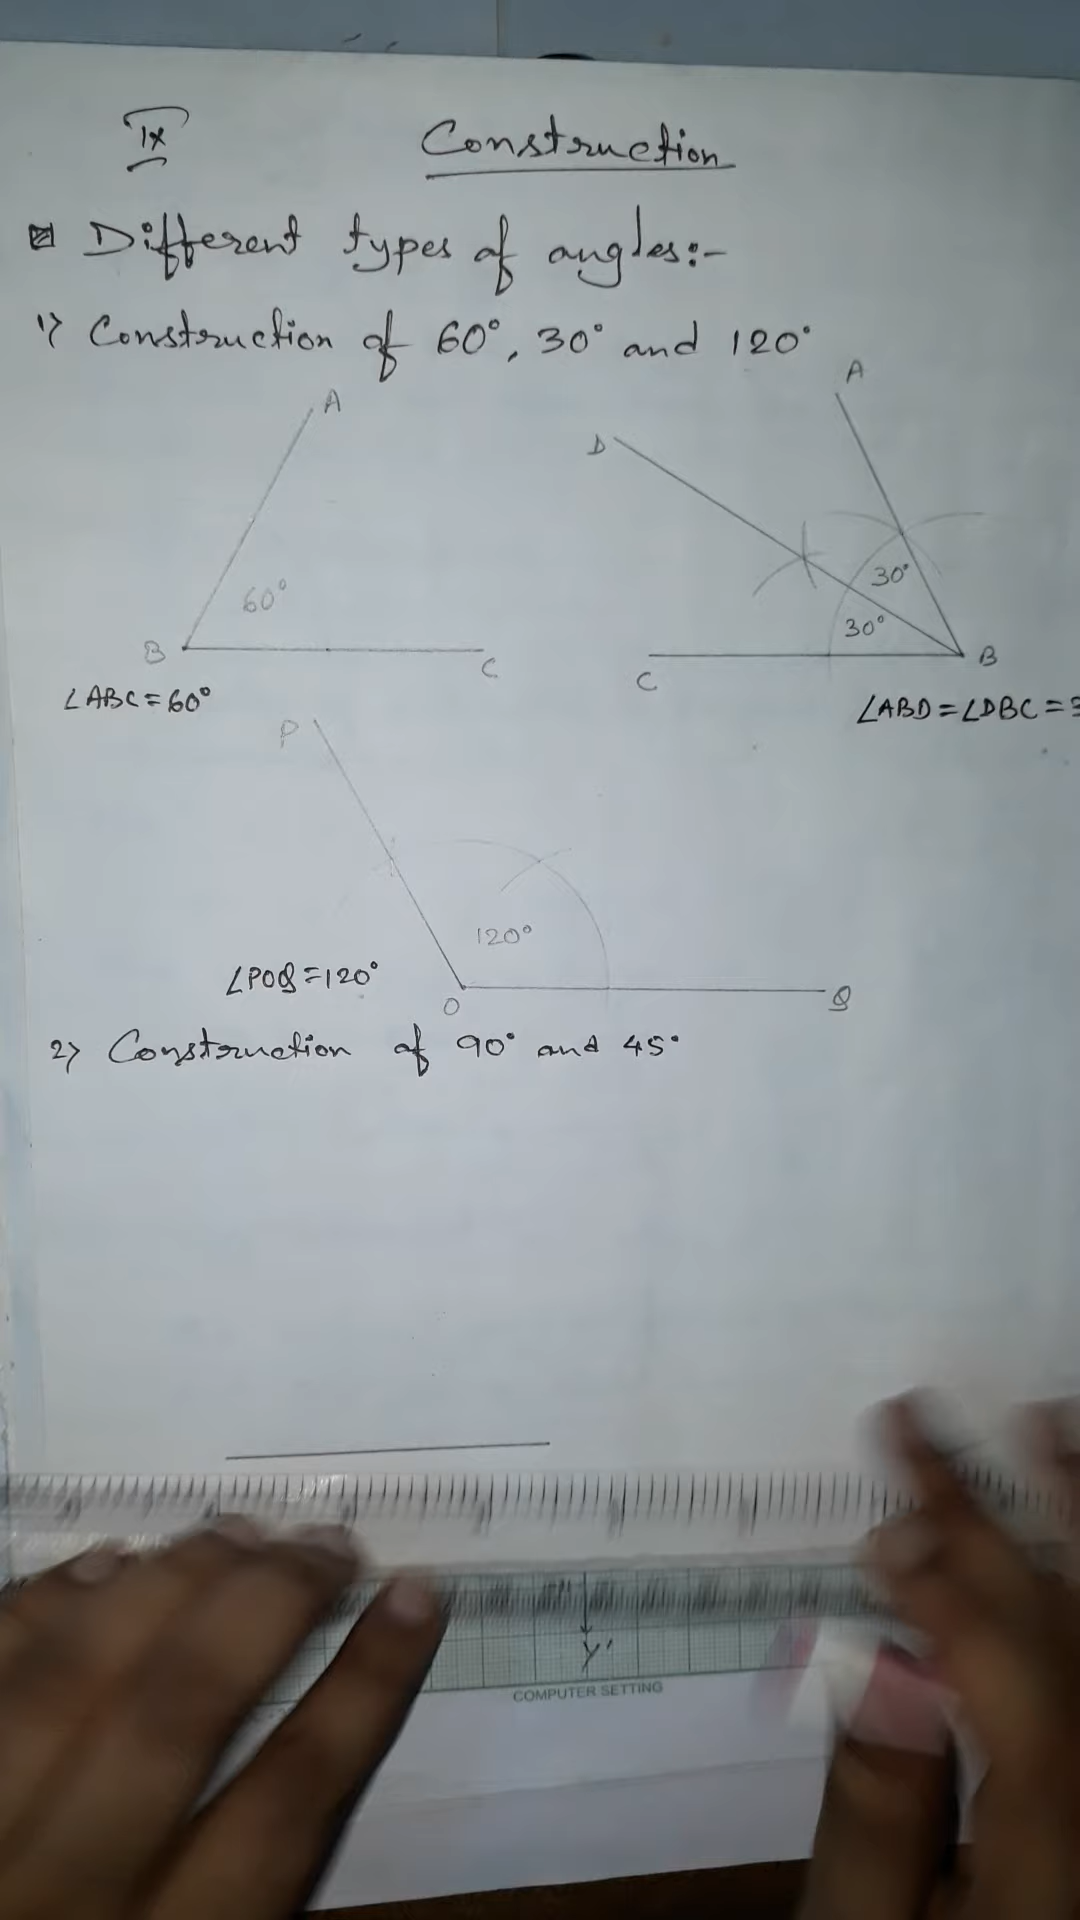 IX
Construction
Different types of angles:-
1) Construction of 60°, 30° and 120°
A
60°
B
C
∠ABC=60°
A
D
30°
30°
C
B
∠ABD=∠DBC=3
P
120°
∠POQ=120°
O
Q
2) Construction of 90° and 45°
Y'
COMPUTER SETTING